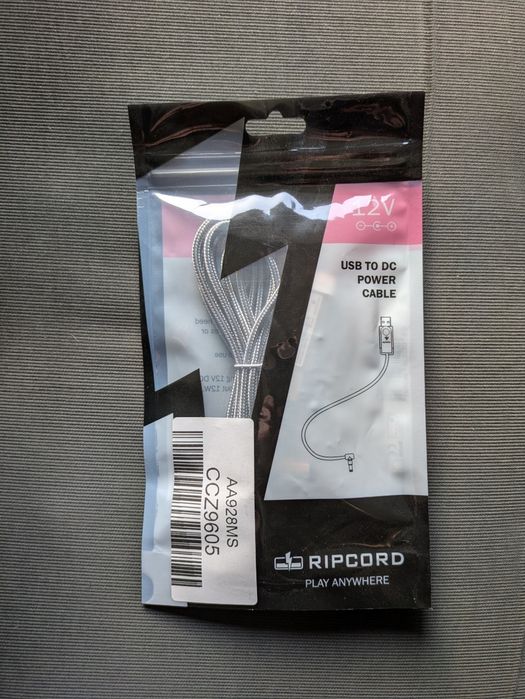 12V
USB TO DC
POWER
CABLE
AA928MS
CCZ9605
RIPCORD
PLAY ANYWHERE